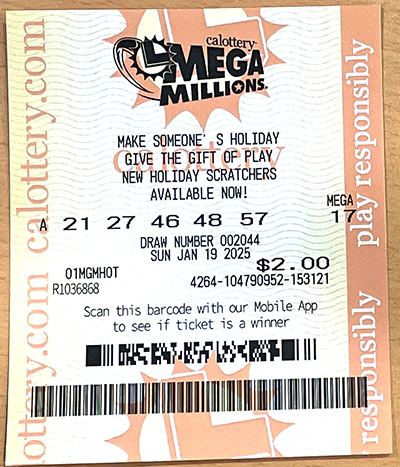 calottery
MEGA
MILLIONS
MAKE SOMEONE' S HOLIDAY
GIVE THE GIFT OF PLAY
NEW HOLIDAY SCRATCHERS
AVAILABLE NOW!
calottery
MEGA
A 21 27 46 48 57 17
DRAW NUMBER 002044
SUN JAN 19 2025
$2.00
01MGMHOT
R1036868
4264-104790952-153121
Scan this barcode with our Mobile App
to see if ticket is a winner
ottery.com calottery.com
play responsibly
responsibly